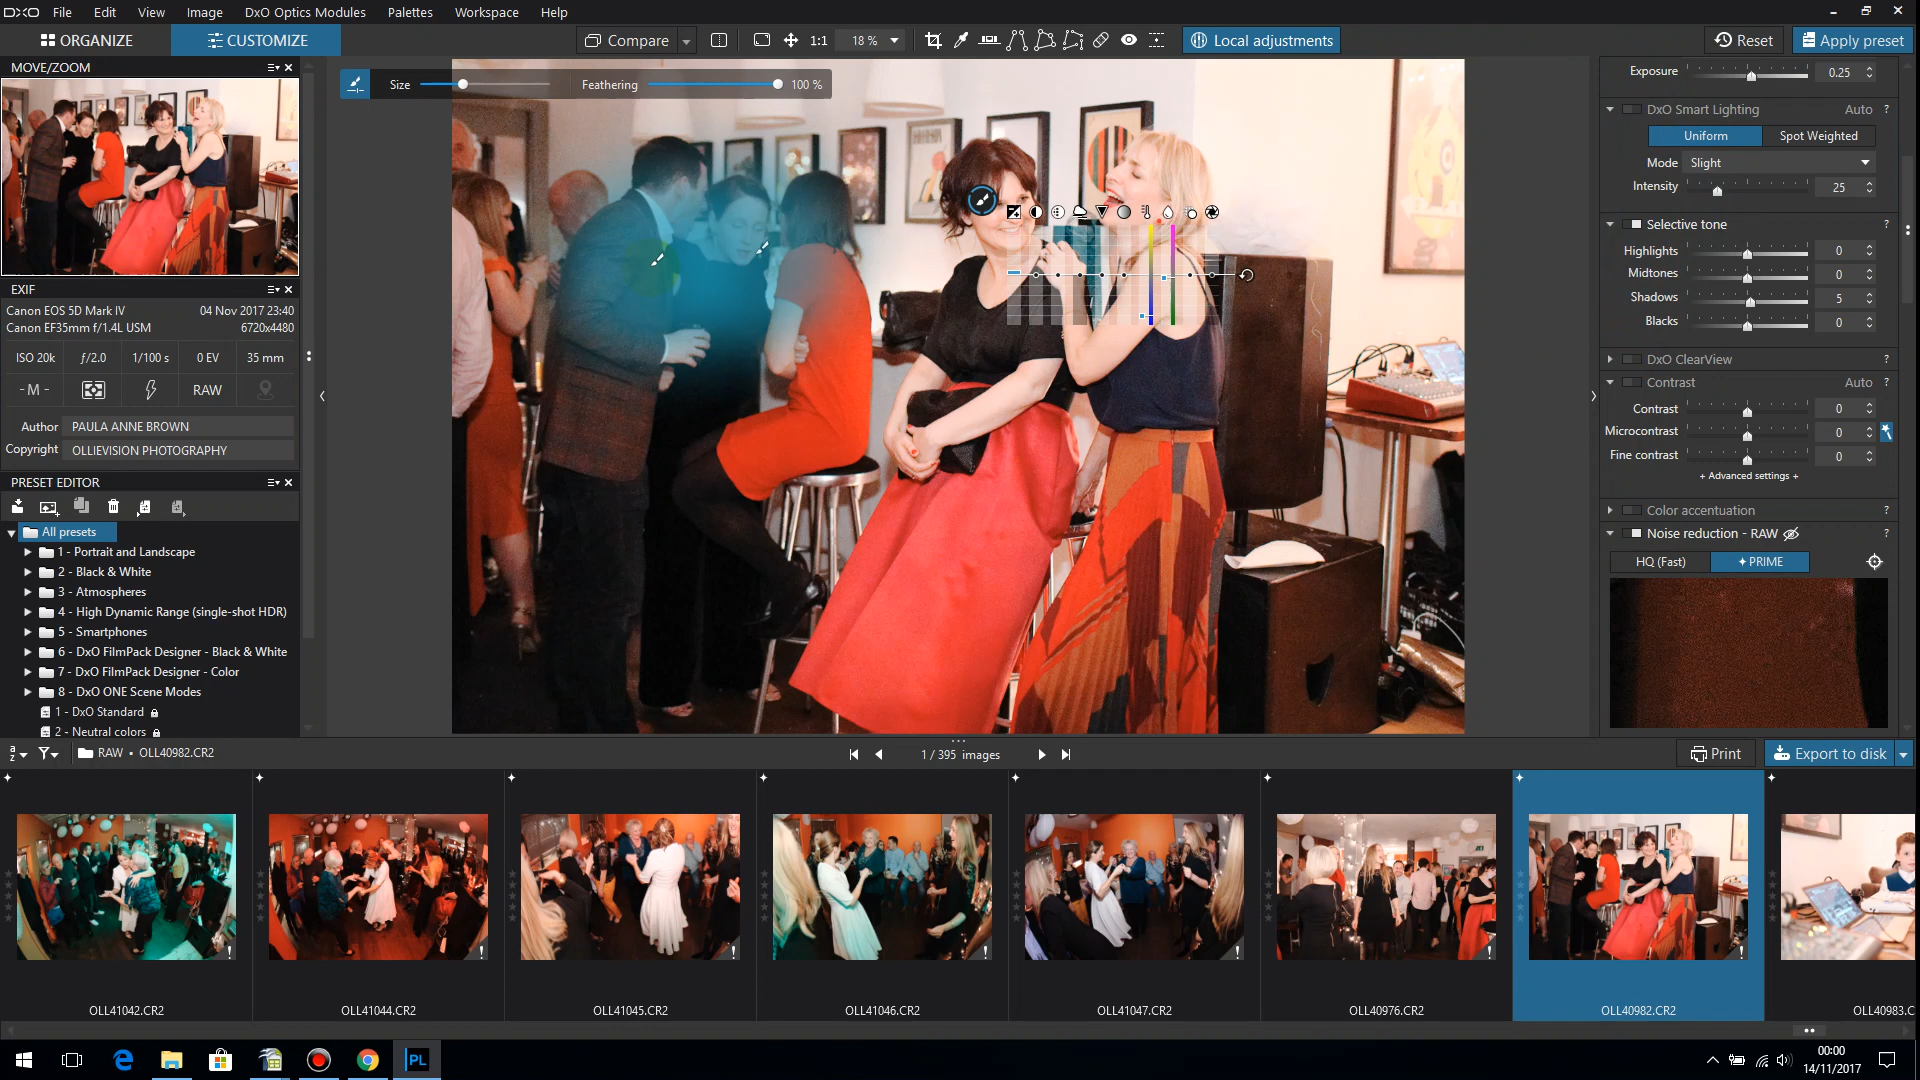 DXO File Edit View Image DxO Optics Modules Palettes Workspace Help
ORGANIZE CUSTOMIZE Compare 1:1 18 % Local adjustments Reset Apply preset
MOVE/ZOOM
Size Feathering 100 %
Exposure 0.25
DxO Smart Lighting Auto ?
Uniform Spot Weighted
Mode Slight
Intensity 25
Selective tone ?
Highlights 0
Midtones 0
Shadows 5
Blacks 0
DxO ClearView ?
Contrast Auto ?
Contrast 0
Microcontrast 0
Fine contrast 0
+ Advanced settings +
Color accentuation ?
Noise reduction - RAW ?
HQ (Fast) PRIME
EXIF
Canon EOS 5D Mark IV 04 Nov 2017 23:40
Canon EF35mm f/1.4L USM 6720x4480
ISO 20k ƒ/2.0 1/100 s 0 EV 35 mm
- M - RAW
Author PAULA ANNE BROWN
Copyright OLLIEVISION PHOTOGRAPHY
PRESET EDITOR
All presets
1 - Portrait and Landscape
2 - Black & White
3 - Atmospheres
4 - High Dynamic Range (single-shot HDR)
5 - Smartphones
6 - DxO FilmPack Designer - Black & White
7 - DxO FilmPack Designer - Color
8 - DxO ONE Scene Modes
1 - DxO Standard
2 - Neutral colors
RAW • OLL40982.CR2 1 / 395 images Print Export to disk
OLL41042.CR2 OLL41044.CR2 OLL41045.CR2 OLL41046.CR2 OLL41047.CR2 OLL40976.CR2 OLL40982.CR2 OLL40983.C
PL
00:00
14/11/2017